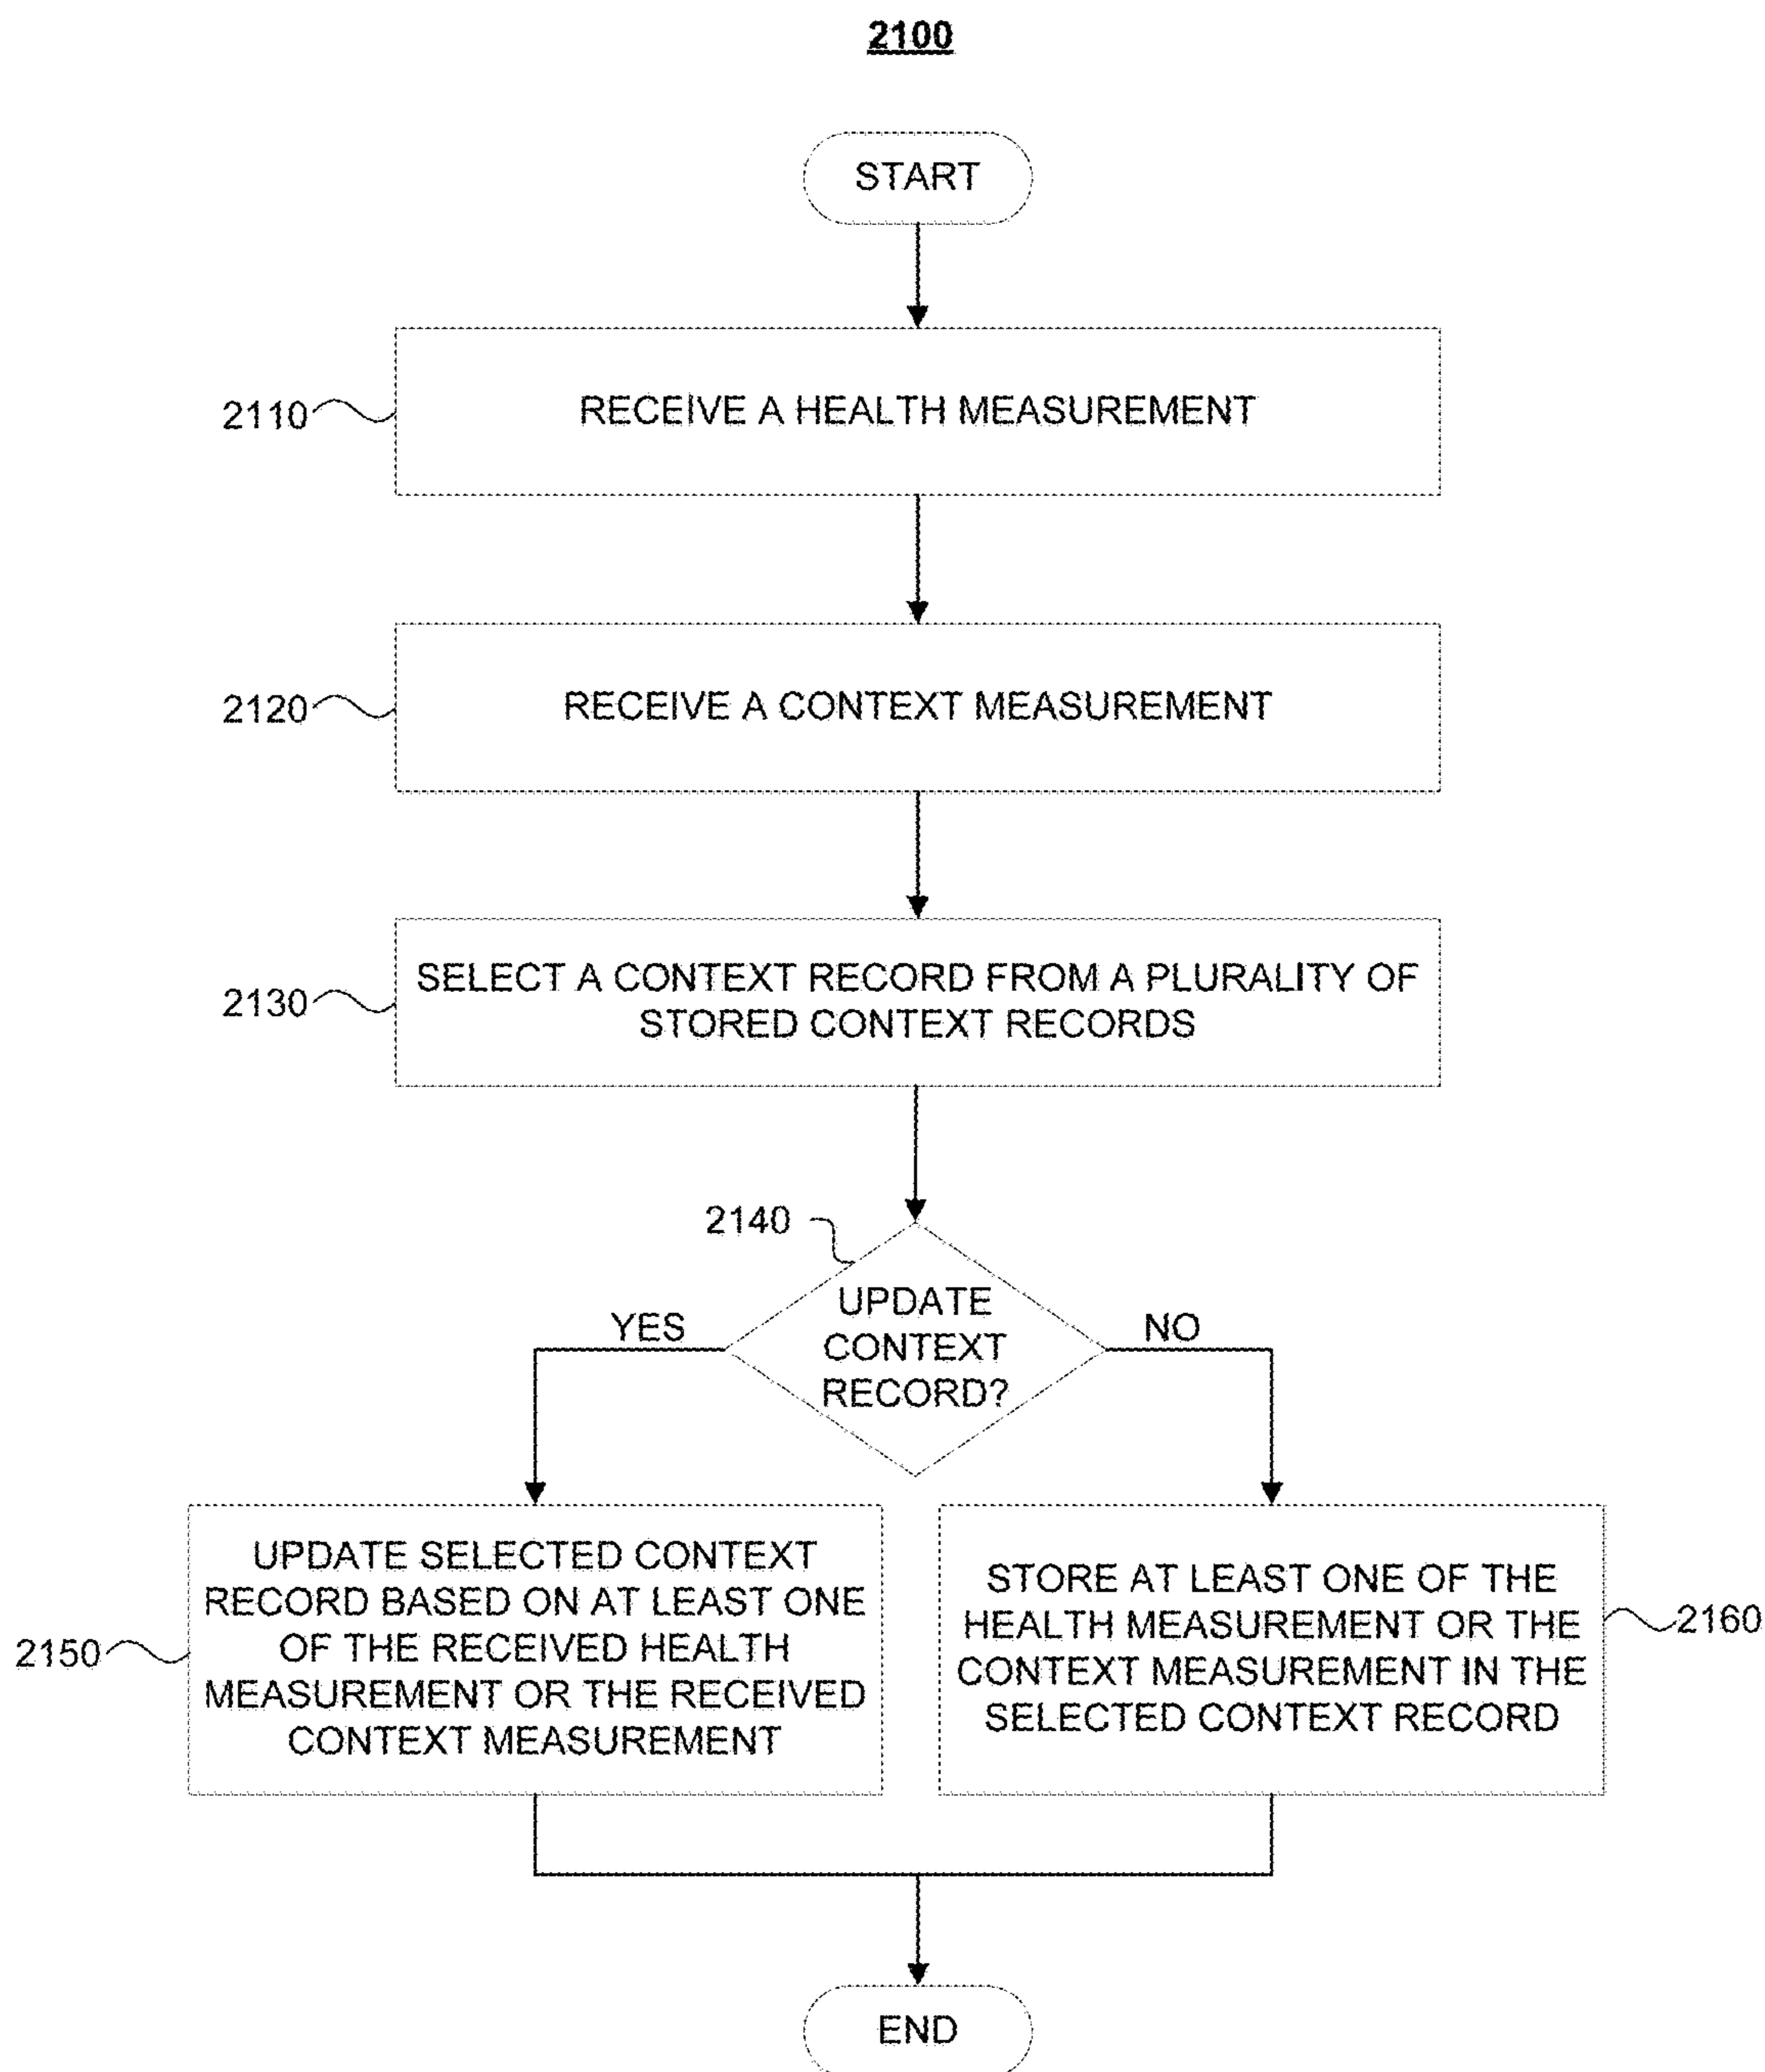 2100
START
2110
RECEIVE A HEALTH MEASUREMENT
2120
RECEIVE A CONTEXT MEASUREMENT
2130
SELECT A CONTEXT RECORD FROM A PLURALITY OF
STORED CONTEXT RECORDS
2140
UPDATE
CONTEXT
RECORD?
YES
NO
2150
UPDATE SELECTED CONTEXT
RECORD BASED ON AT LEAST ONE
OF THE RECEIVED HEALTH
MEASUREMENT OR THE RECEIVED
CONTEXT MEASUREMENT
STORE AT LEAST ONE OF THE
HEALTH MEASUREMENT OR THE
CONTEXT MEASUREMENT IN THE
SELECTED CONTEXT RECORD
2160
END